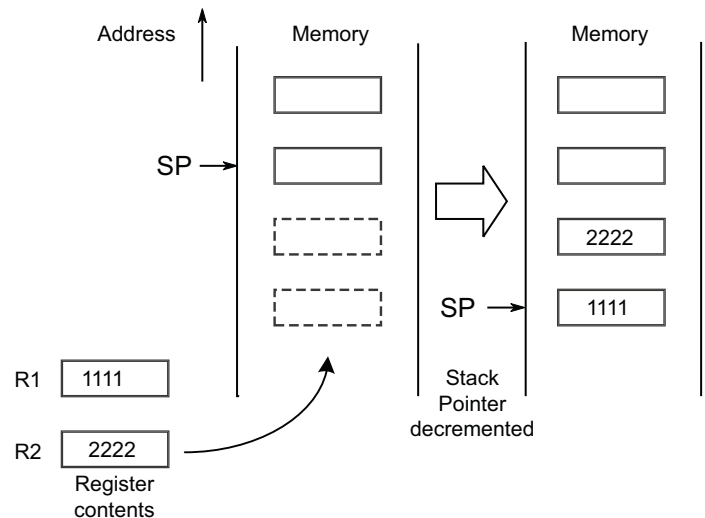 Address
Memory
Memory
SP
2222
SP
1111
R1
1111
Stack
Pointer
decremented
R2
2222
Register
contents